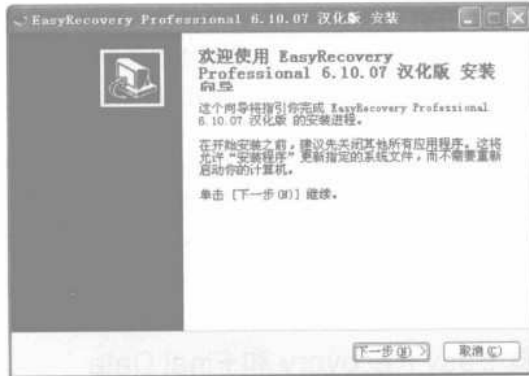 EasyRecovery Professional 6.10.07 汉化版 安装
欢迎使用 EasyRecovery
Professional 6.10.07 汉化版 安装
向导
这个向导将指引你完成 EasyRecovery Professional
6.10.07 汉化版 的安装进程。
在开始安装之前，建议先关闭其他所有应用程序。这将
允许“安装程序”更新指定的系统文件，而不需要重新
启动你的计算机。
单击 [下一步(N)] 继续。
下一步(N) >
取消(C)